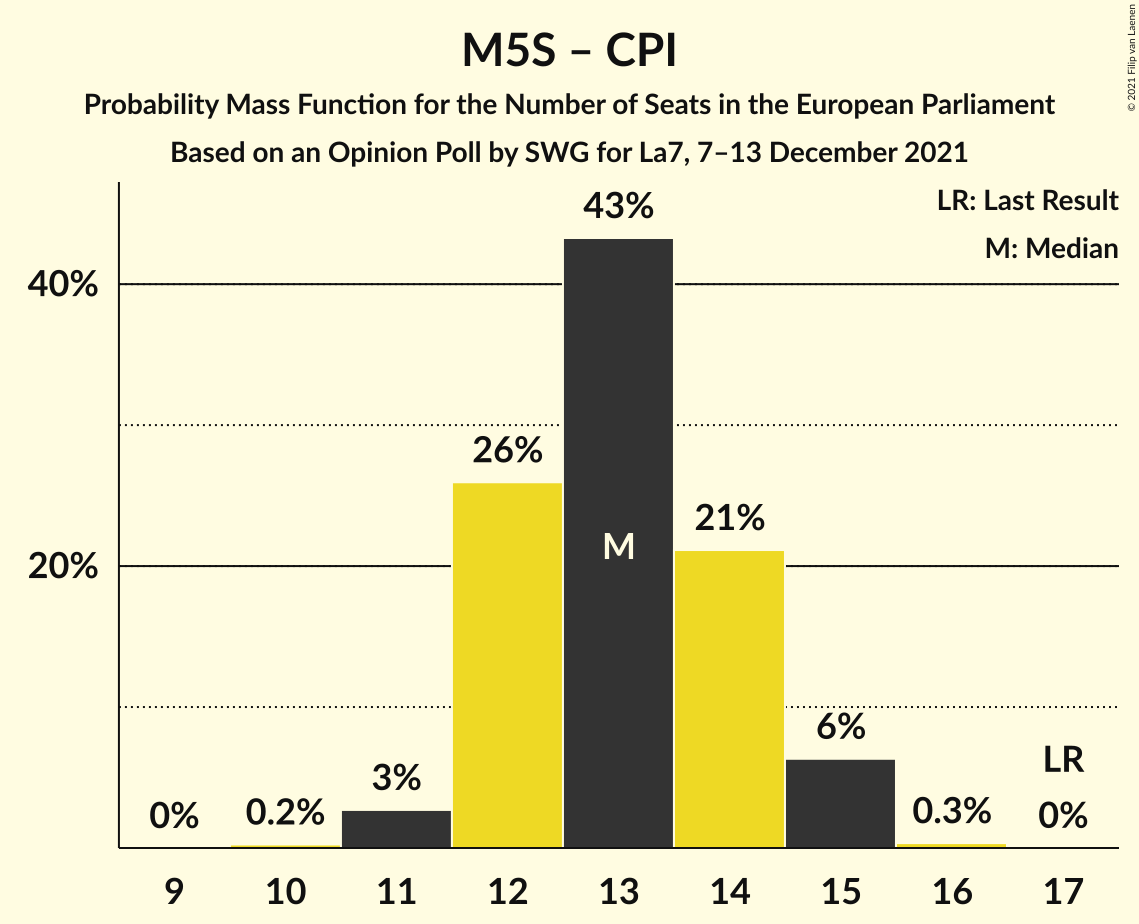 M5S – CPI
Probability Mass Function for the Number of Seats in the European Parliament
Based on an Opinion Poll by SWG for La7, 7–13 December 2021
© 2021 Filip van Laenen
LR: Last Result
M: Median
43%
40%
26%
21%
M
20%
6%
3%
LR
0%
0.2%
0.3%
0%
9 10 11 12 13 14 15 16 17